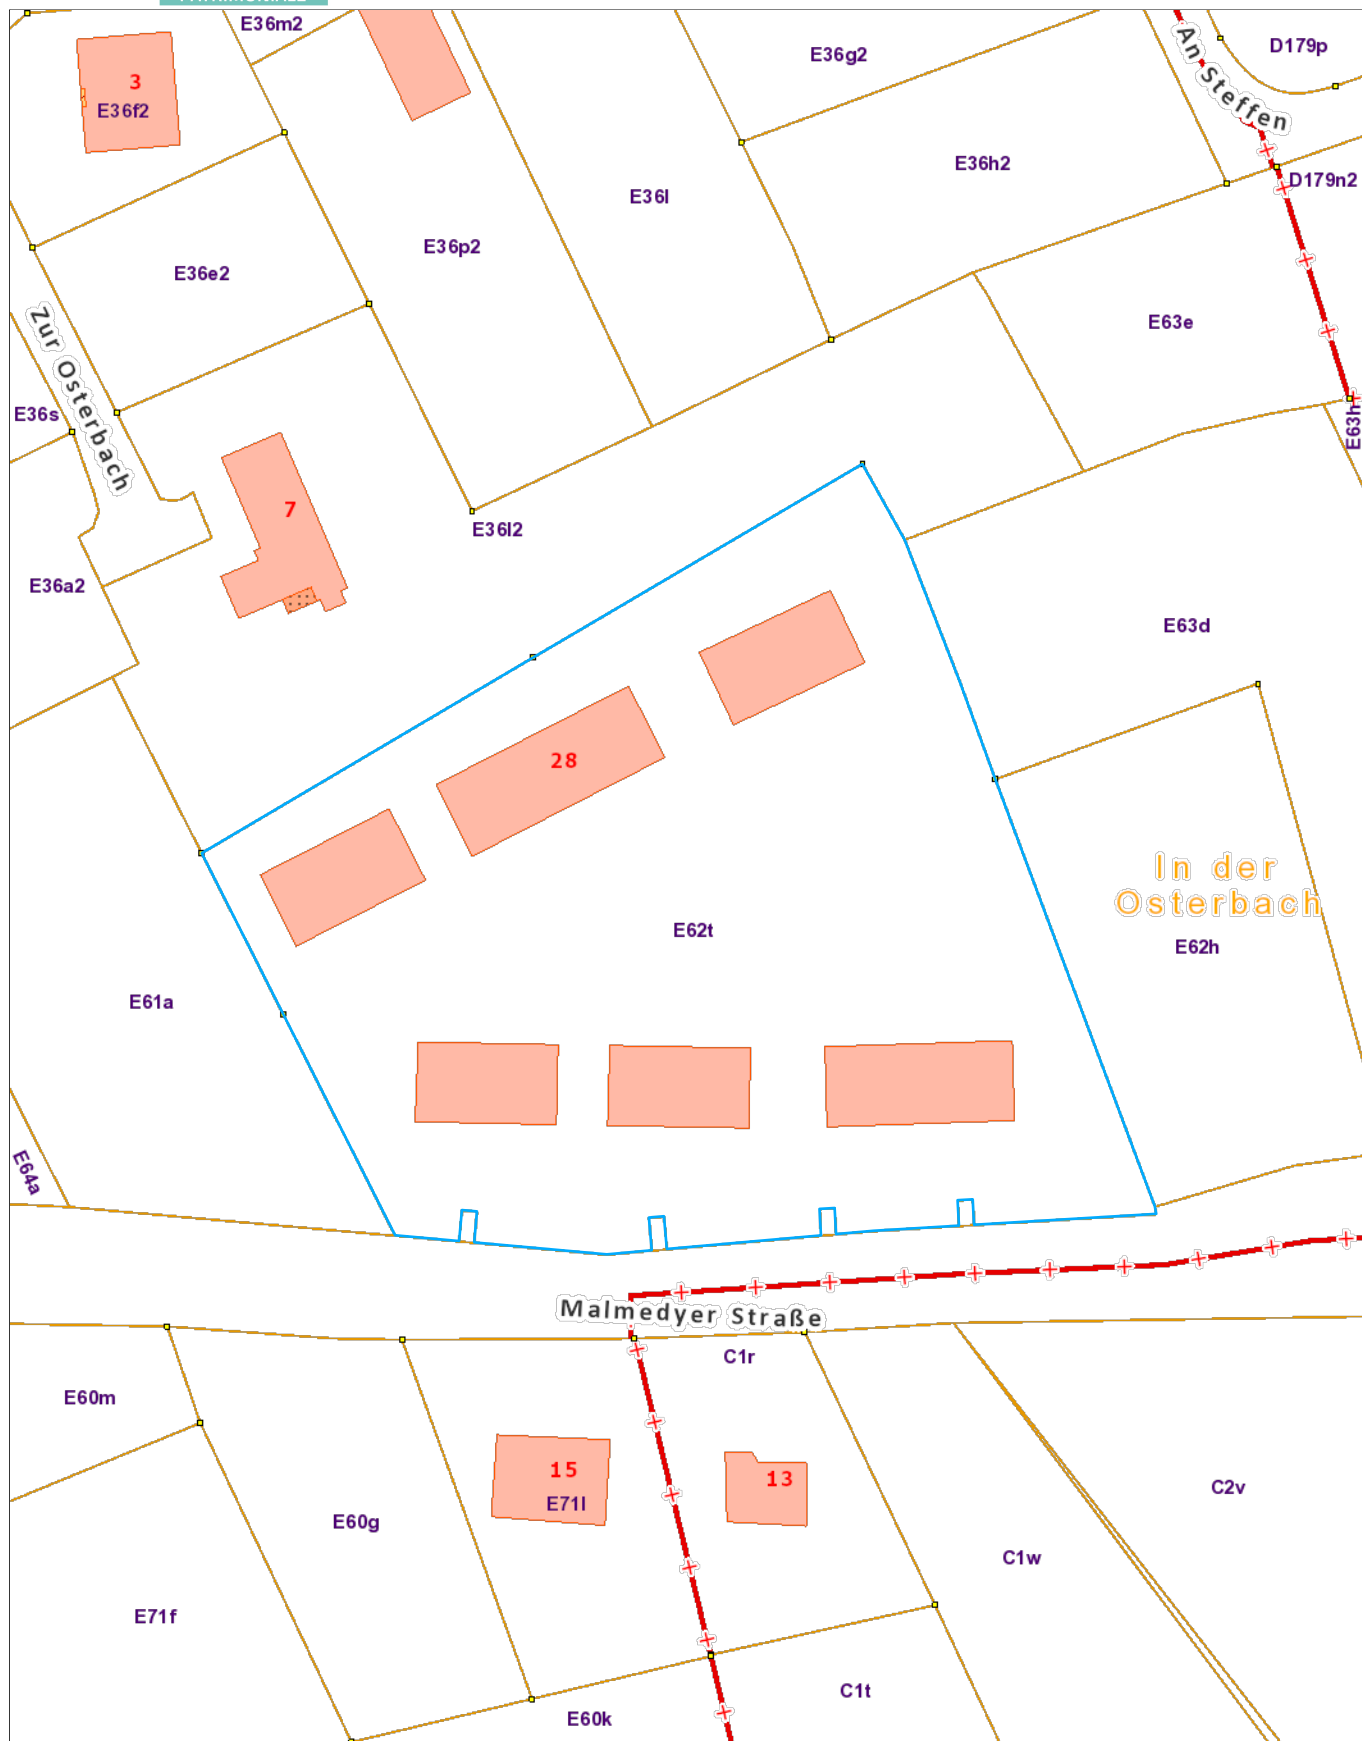 E36m2
D179p
An Steffen
E36g2
3
E36f2
E36h2
D179n2
E36l
E36p2
E36e2
Zur Osterbach
E63e
E36s
E63h
7
E36l2
E36a2
E63d
28
In der
Osterbach
E62t
E62h
E61a
E64a
Malmedyer Straße
C1r
E60m
15
13
E71l
C2v
E60g
C1w
E71f
C1t
E60k